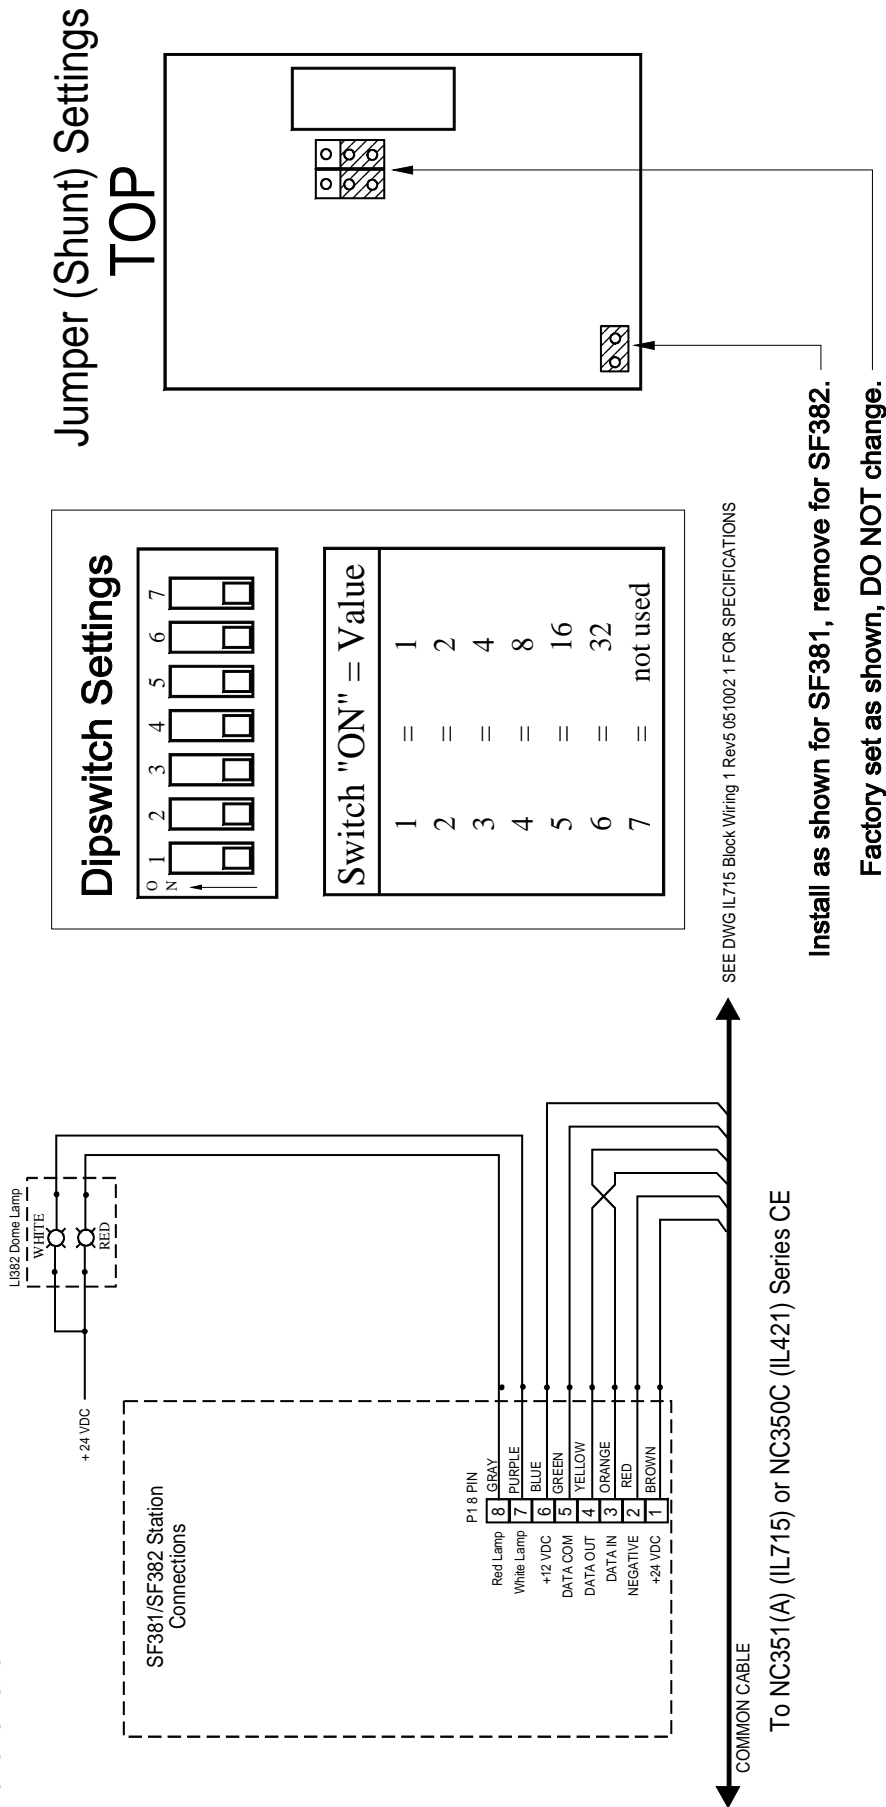 LI382 Dome Lamp
WHITE
RED
+ 24 VDC
SF381/SF382 Station
Connections
P1 8 PIN
Red Lamp 8 GRAY
White Lamp 7 PURPLE
+12 VDC 6 BLUE
DATA COM 5 GREEN
DATA OUT 4 YELLOW
DATA IN 3 ORANGE
NEGATIVE 2 RED
+24 VDC 1 BROWN
COMMON CABLE
To NC351(A) (IL715) or NC350C (IL421) Series CE
SEE DWG IL715 Block Wiring 1 Rev5 051002 1 FOR SPECIFICATIONS
Dipswitch Settings
O N
1 2 3 4 5 6 7
Switch "ON" = Value
1 = 1
2 = 2
3 = 4
4 = 8
5 = 16
6 = 32
7 = not used
Jumper (Shunt) Settings
TOP
Install as shown for SF381, remove for SF382.
Factory set as shown, DO NOT change.